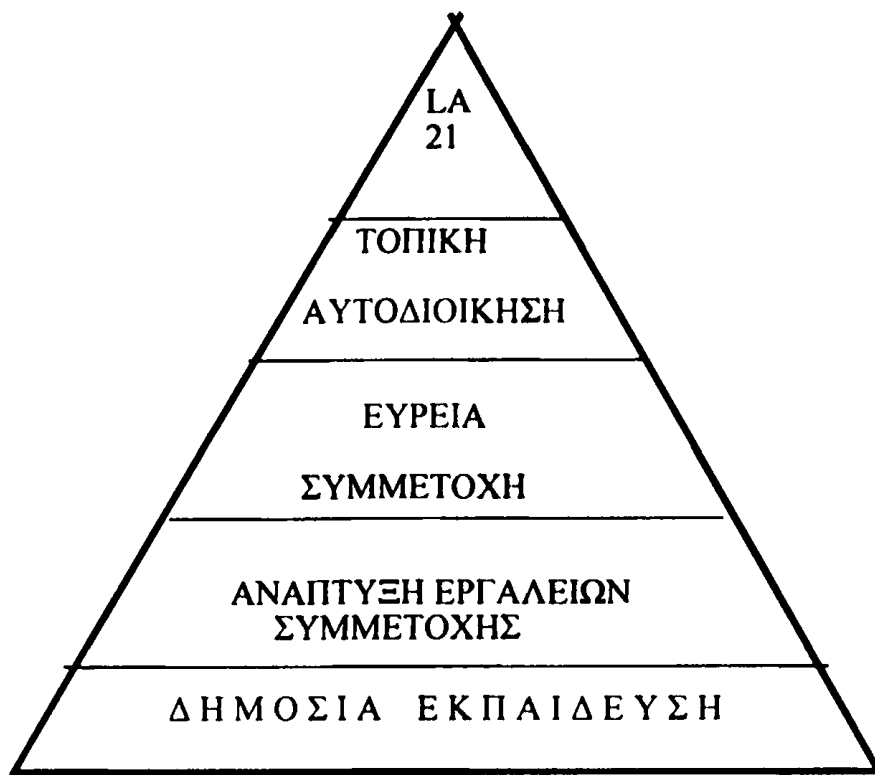 LA
21
ΤΟΠΙΚΗ
ΑΥΤΟΔΙΟΙΚΗΣΗ
ΕΥΡΕΙΑ
ΣΥΜΜΕΤΟΧΗ
ΑΝΑΠΤΥΞΗ ΕΡΓΑΛΕΙΩΝ
ΣΥΜΜΕΤΟΧΗΣ
ΔΗΜΟΣΙΑ ΕΚΠΑΙΔΕΥΣΗ